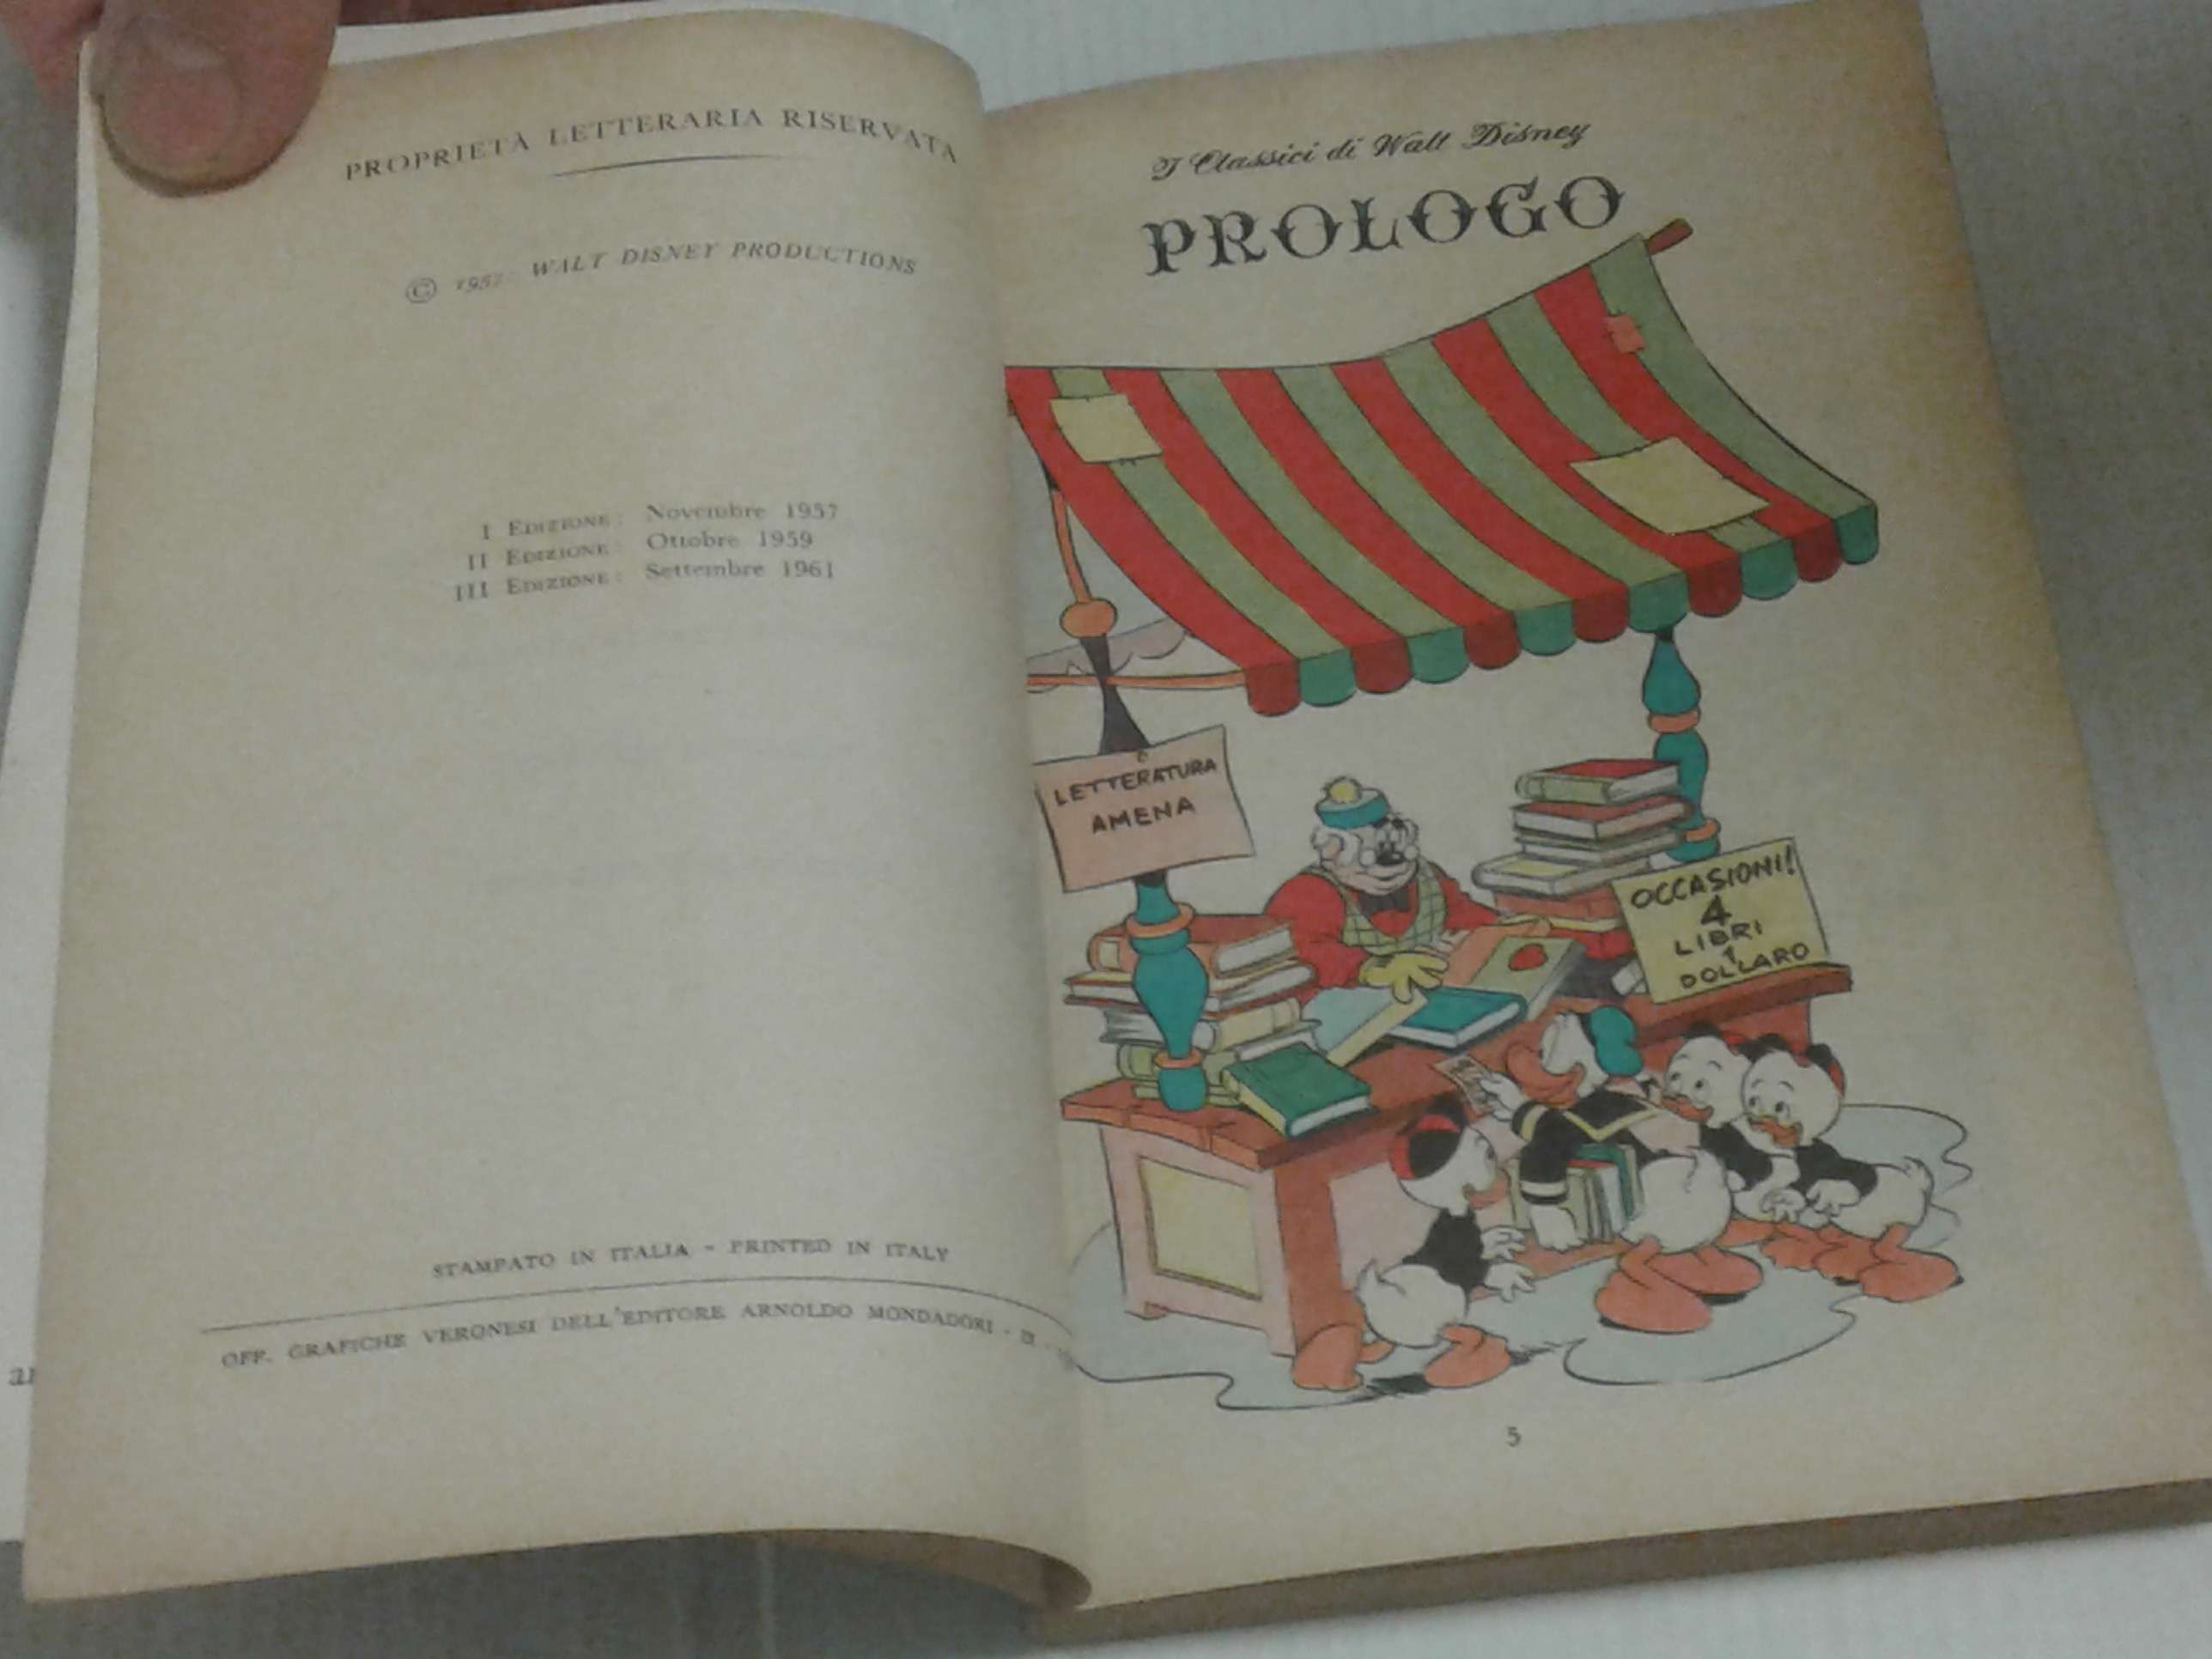 PROPRIETÀ LETTERARIA RISERVATA
© 1957 WALT DISNEY PRODUCTIONS
I EDIZIONE: Novembre 1957
II EDIZIONE: Ottobre 1959
III EDIZIONE: Settembre 1961
STAMPATO IN ITALIA - PRINTED IN ITALY
OFF. GRAFICHE VERONESI DELL'EDITORE ARNOLDO MONDADORI -
I Classici di Walt Disney
PROLOGO
LETTERATURA
AMENA
OCCASIONI!
4
LIBRI
1
DOLLARO
5